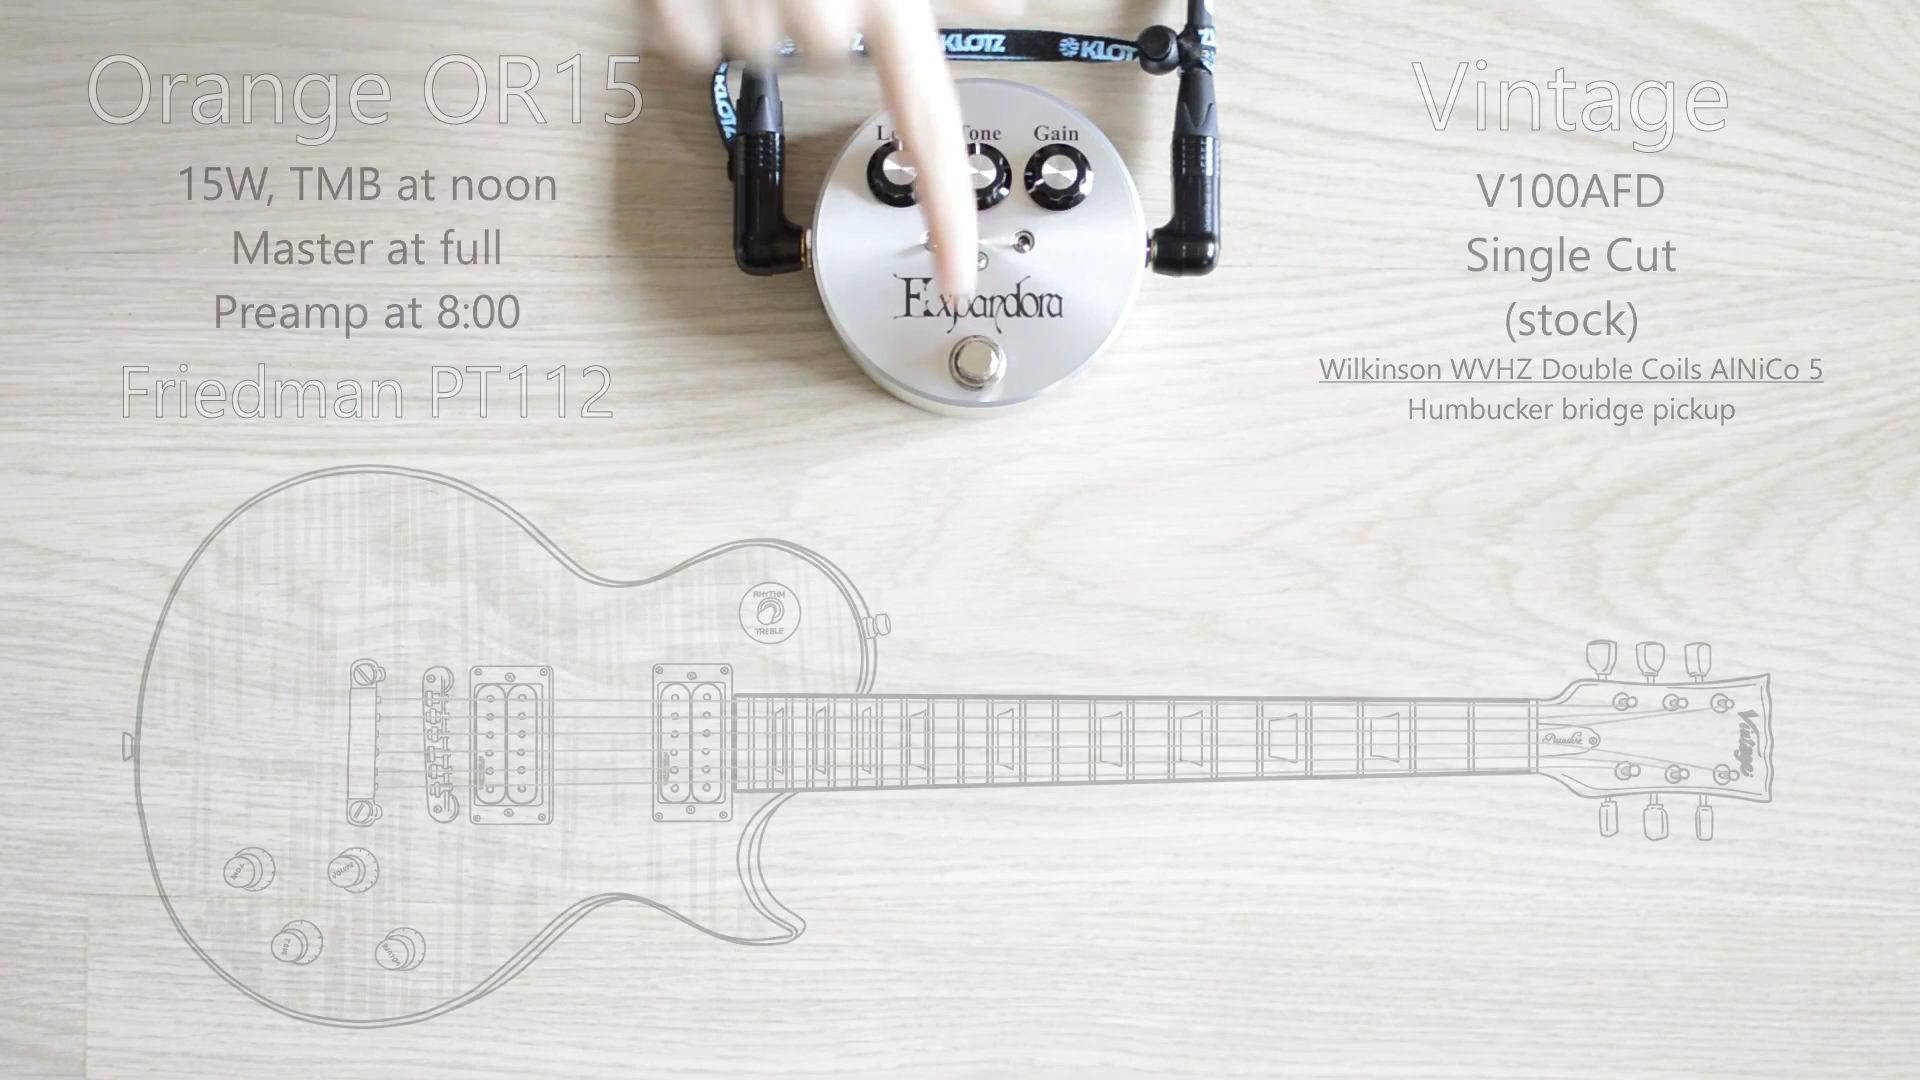 Orange OR15
15W, TMB at noon
Master at full
Preamp at 8:00
Friedman PT112
KLOTZ
KLOTZ
Tone
Gain
Expandora
Vintage
V100AFD
Single Cut
(stock)
Wilkinson WVHZ Double Coils AlNiCo 5
Humbucker bridge pickup
RHYTHM
TREBLE
Vintage